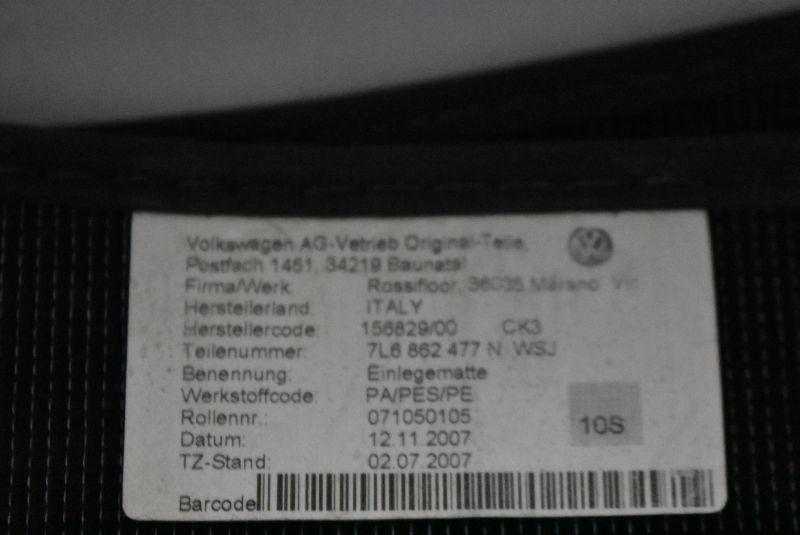 Volkswagen AG-Vetrieb Original-Teile,
Postfach 1451, 34219 Baunatal
Firma/Werk: Rossifloor, 36035 Marano Vic
Herstellerland: ITALY
Herstellercode: 156829/00 CK3
Teilenummer: 7L6 862 477 N WSJ
Benennung: Einlegematte
Werkstoffcode: PA/PES/PE
Rollennr.: 071050105
10S
Datum: 12.11.2007
TZ-Stand: 02.07.2007
Barcode